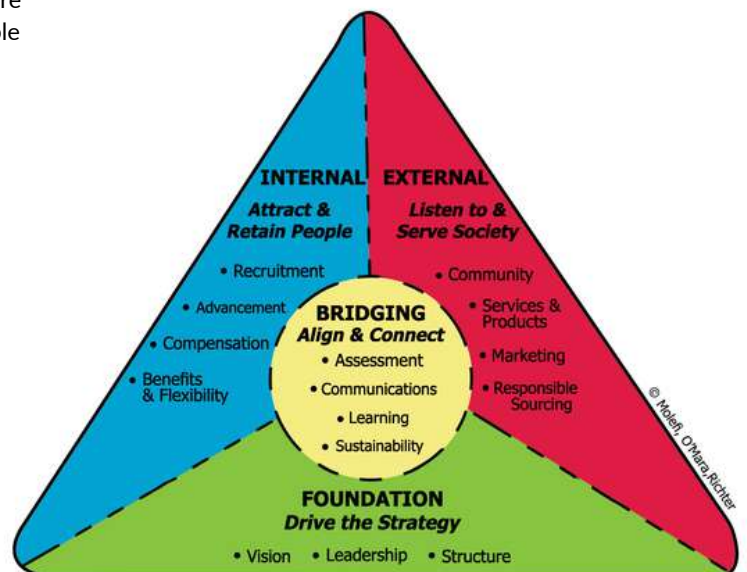 INTERNAL
Attract &
Retain People
• Recruitment
• Advancement
• Compensation
• Benefits
& Flexibility
EXTERNAL
Listen to &
Serve Society
• Community
• Services &
Products
• Marketing
• Responsible
Sourcing
BRIDGING
Align & Connect
• Assessment
• Communications
• Learning
• Sustainability
FOUNDATION
Drive the Strategy
• Vision • Leadership • Structure
© Molefi, O'Mara,Richter